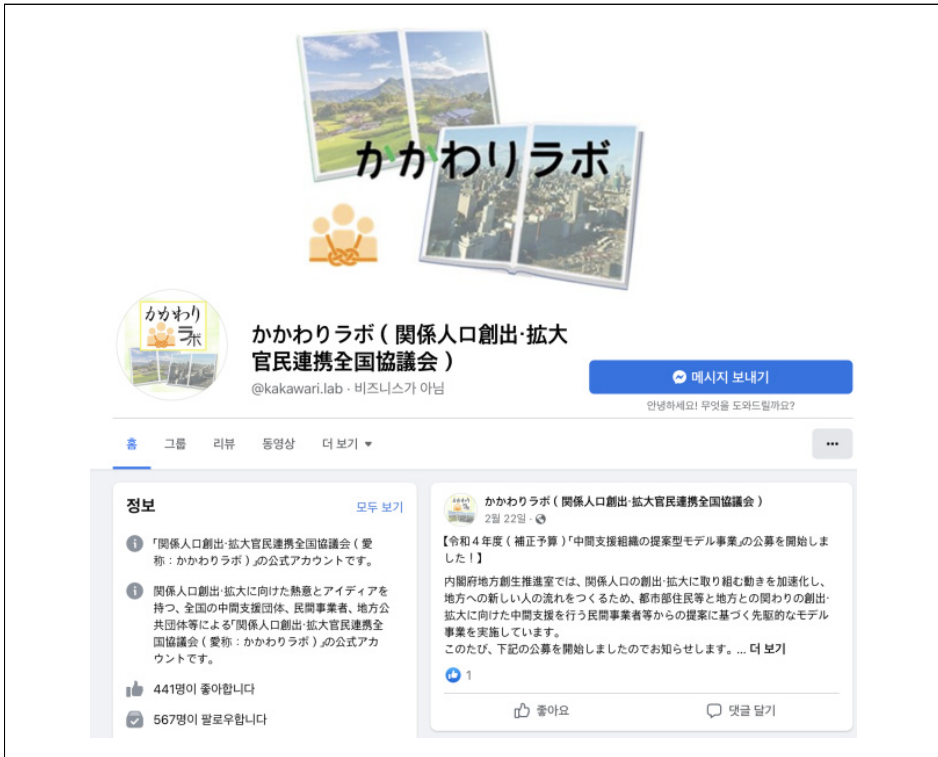 かかわりラボ
かかわり
ラボ
かかわりラボ ( 関係人口創出·拡大
官民連携全国協議会 )
@kakawari.lab · 비즈니스가 아님
메시지 보내기
안녕하세요! 무엇을 도와드릴까요?
홈 그룹 리뷰 동영상 더 보기
정보 모두 보기
「関係人口創出·拡大官民連携全国協議会 ( 愛
称 : かかわりラボ )」の公式アカウントです。
関係人口創出·拡大に向けた熱意とアイディアを
持つ、全国の中間支援団体、民間事業者、地方公
共団体等による「関係人口創出·拡大官民連携全
国協議会 ( 愛称 : かかわりラボ )」の公式アカ
ウントです。
441명이 좋아합니다
567명이 팔로우합니다
かかわりラボ ( 関係人口創出·拡大官民連携全国協議会 )
2월 22일 ·
【令和4年度 ( 補正予算 )「中間支援組織の提案型モデル事業」の公募を開始しま
した!】
内閣府地方創生推進室では、関係人口の創出·拡大に取り組む動きを加速化し、
地方への新しい人の流れをつくるため、都市部住民等と地方との関わりの創出·
拡大に向けた中間支援を行う民間事業者等からの提案に基づく先駆的なモデル
事業を実施しています。
このたび、下記の公募を開始しましたのでお知らせします。... 더 보기
1
좋아요 댓글 달기